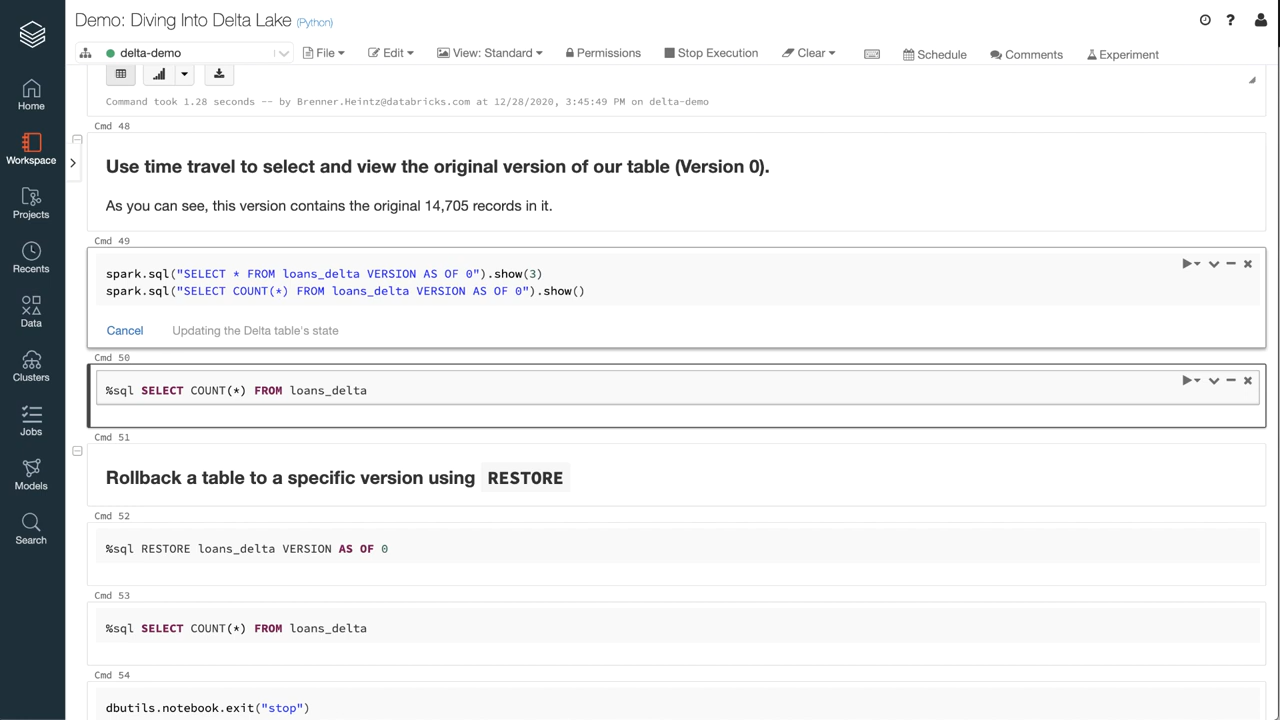 Demo: Diving Into Delta Lake (Python)
delta-demo File Edit View: Standard Permissions Stop Execution Clear Schedule Comments Experiment
Home
Workspace
Projects
Recents
Data
Clusters
Jobs
Models
Search
Command took 1.28 seconds -- by Brenner.Heintz@databricks.com at 12/28/2020, 3:45:49 PM on delta-demo
Cmd 48
Use time travel to select and view the original version of our table (Version 0).
As you can see, this version contains the original 14,705 records in it.
Cmd 49
spark.sql("SELECT * FROM loans_delta VERSION AS OF 0").show(3)
spark.sql("SELECT COUNT(*) FROM loans_delta VERSION AS OF 0").show()
Cancel Updating the Delta table's state
Cmd 50
%sql SELECT COUNT(*) FROM loans_delta
Cmd 51
Rollback a table to a specific version using RESTORE
Cmd 52
%sql RESTORE loans_delta VERSION AS OF 0
Cmd 53
%sql SELECT COUNT(*) FROM loans_delta
Cmd 54
dbutils.notebook.exit("stop")